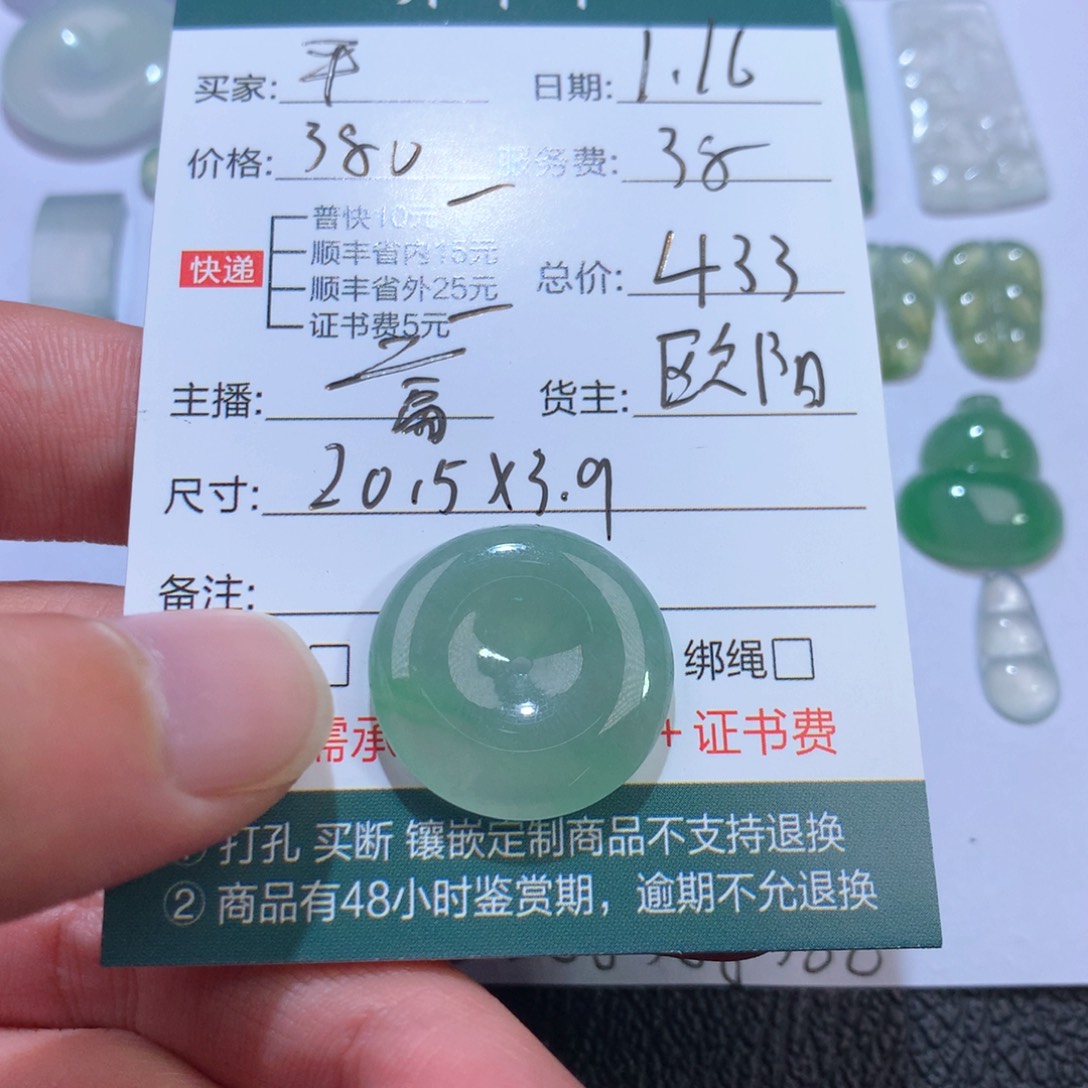 买家: 平 日期: 1.16
价格: 380 服务费: 38
快递
普快10元
顺丰省内15元
顺丰省外25元
证书费5元
总价: 433
主播: 货主: 欧阳
尺寸: 20.5X3.9
备注:
□ 绑绳□
需承 + 证书费
① 打孔 买断 镶嵌定制商品不支持退换
② 商品有48小时鉴赏期，逾期不允退换